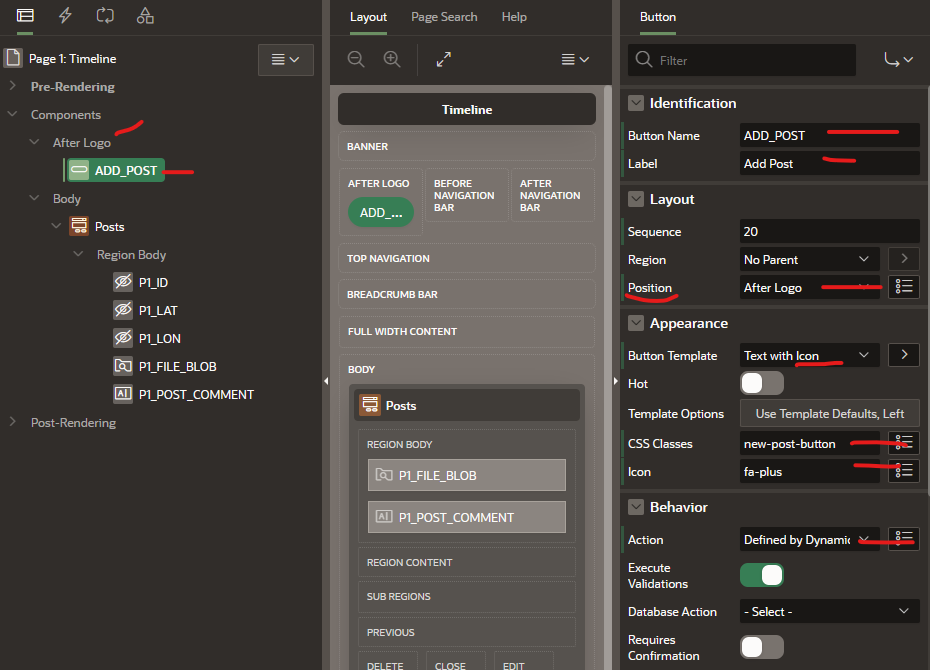 Page 1: Timeline
Pre-Rendering
Components
After Logo
ADD_POST
Body
Posts
Region Body
P1_ID
P1_LAT
P1_LON
P1_FILE_BLOB
P1_POST_COMMENT
Post-Rendering
Layout Page Search Help
Timeline
BANNER
AFTER LOGO
ADD_...
BEFORE
NAVIGATION
BAR
AFTER
NAVIGATION
BAR
TOP NAVIGATION
BREADCRUMB BAR
FULL WIDTH CONTENT
BODY
Posts
REGION BODY
P1_FILE_BLOB
P1_POST_COMMENT
REGION CONTENT
SUB REGIONS
PREVIOUS
DELETE CLOSE EDIT
Button
Filter
Identification
Button Name ADD_POST
Label Add Post
Layout
Sequence 20
Region No Parent
Position After Logo
Appearance
Button Template Text with Icon
Hot
Template Options Use Template Defaults, Left
CSS Classes new-post-button
Icon fa-plus
Behavior
Action Defined by Dynamic
Execute
Validations
Database Action - Select -
Requires
Confirmation